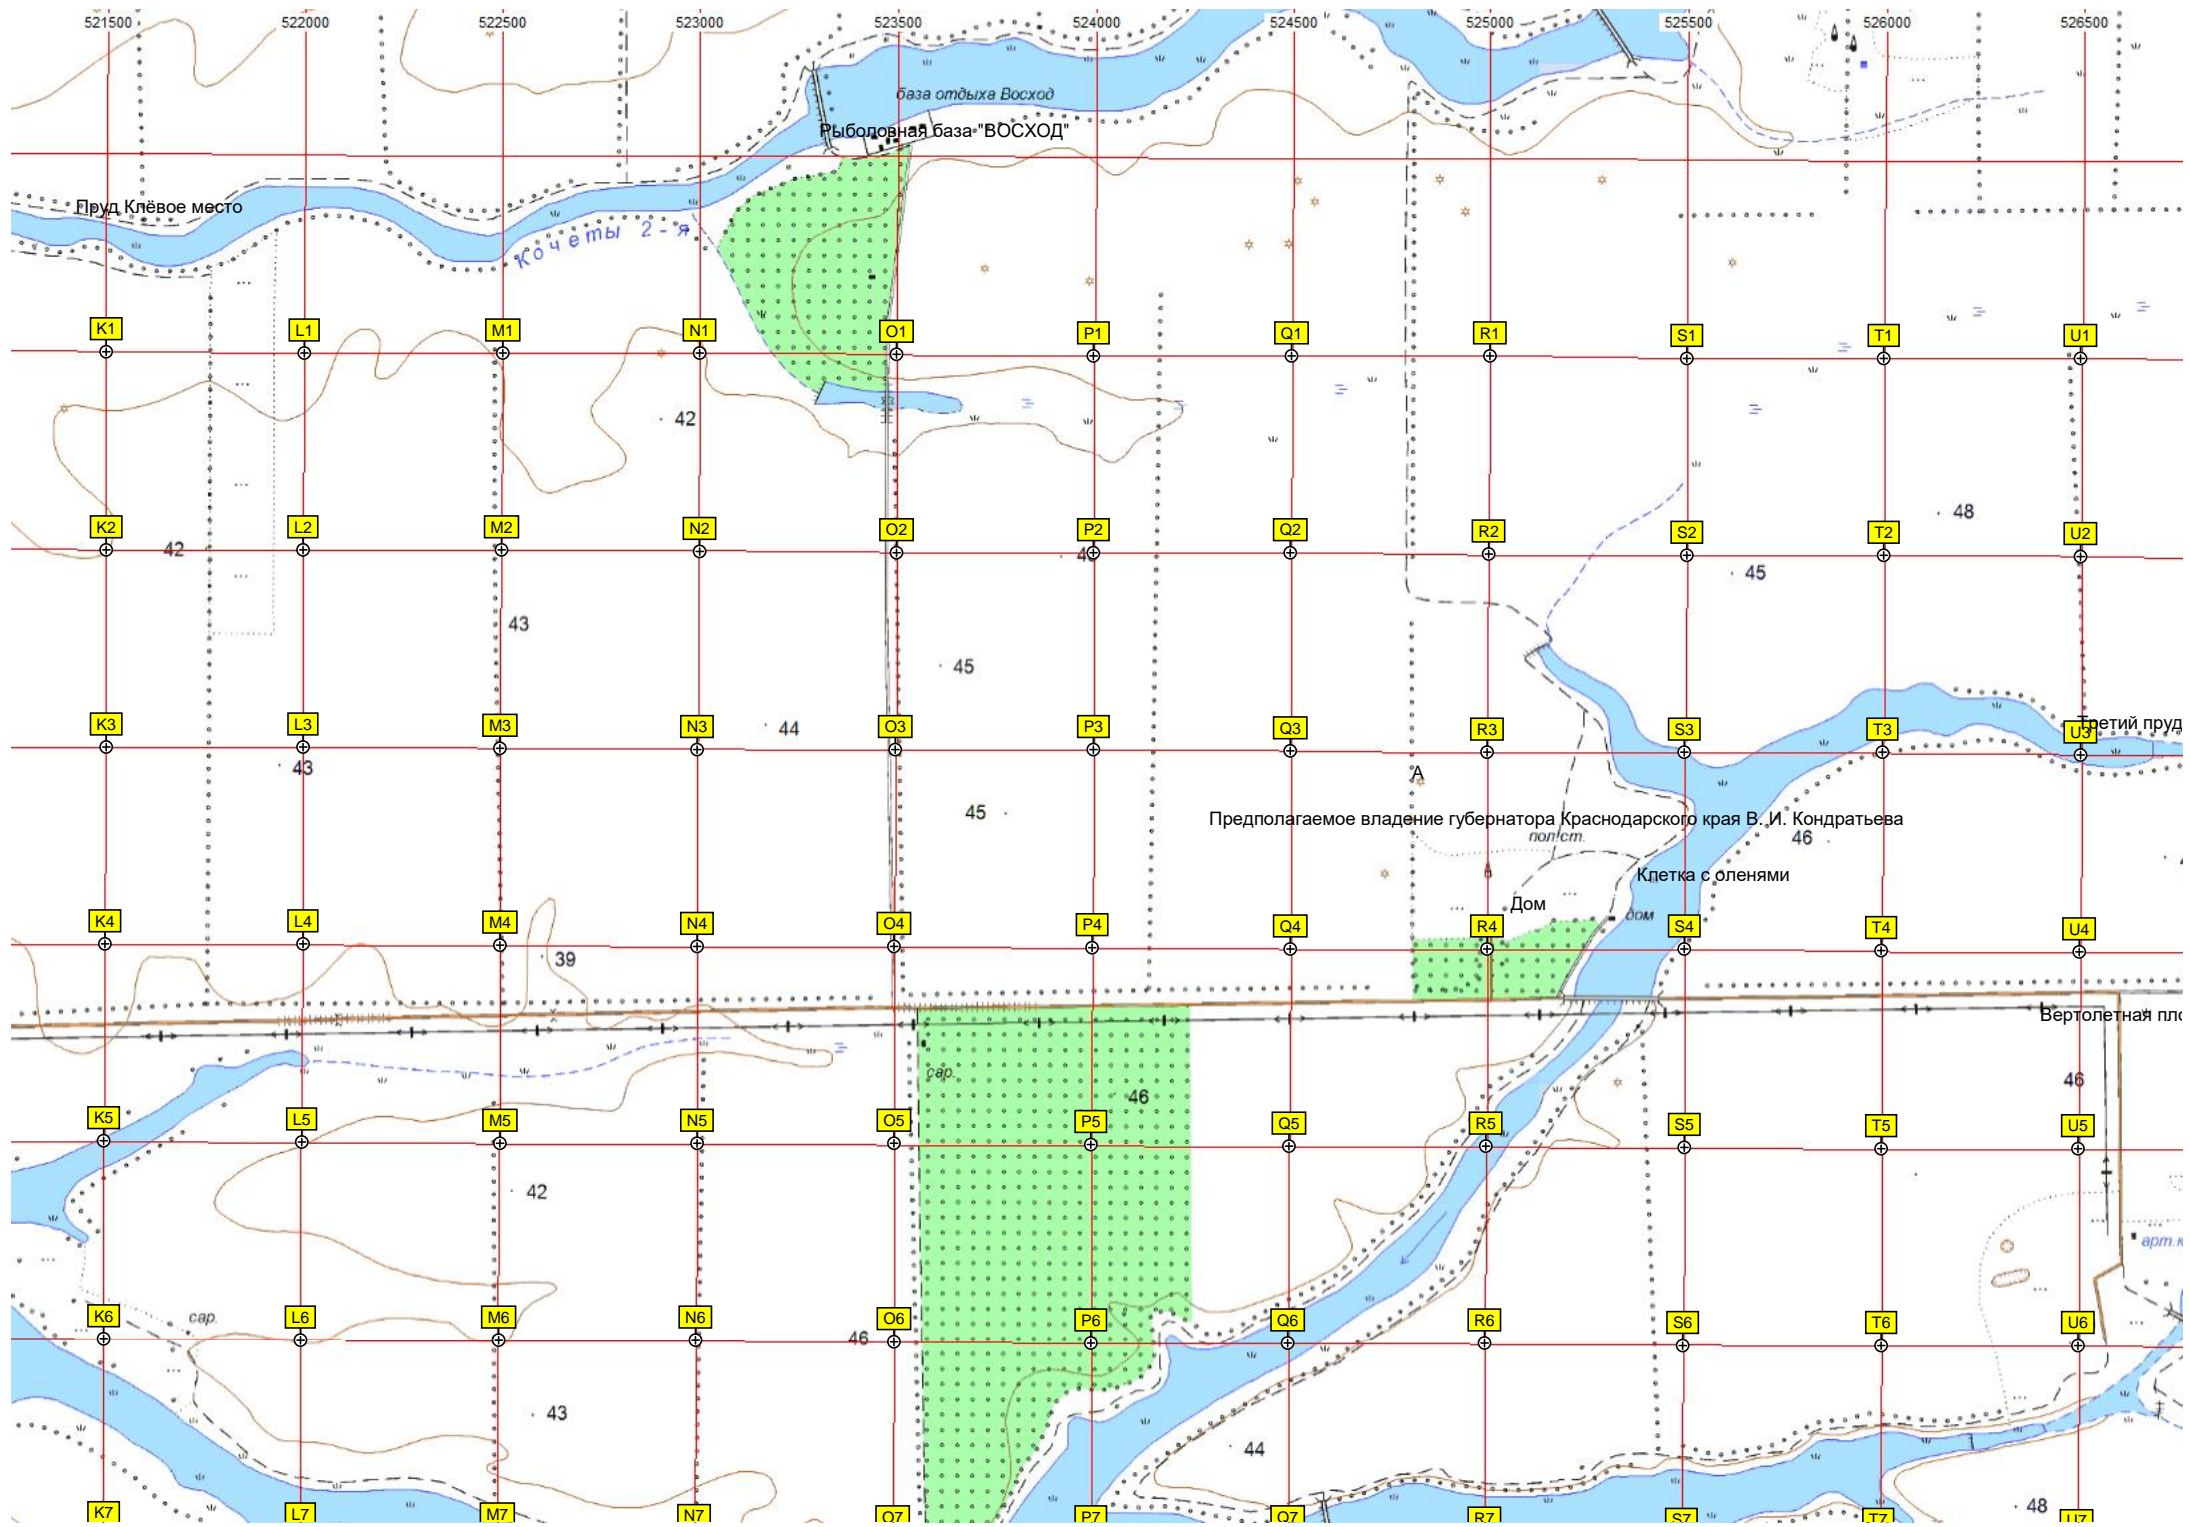 521500 522000 522500 523000 523500 524000 524500 525000 525500 526000 526500
база отдыха Восход
Рыболовная база "ВОСХОД"
Пруд Клёвое место
Кочеты 2-я
K1 L1 M1 N1 O1 P1 Q1 R1 S1 T1 U1
42
48
K2 L2 M2 N2 O2 P2 Q2 R2 S2 T2 U2
42
45
43
45
44
K3 L3 M3 N3 O3 P3 Q3 R3 S3 T3 U3
Третий пруд
43
А
45
Предполагаемое владение губернатора Краснодарского края В. И. Кондратьева
пол.ст.
46
Клетка с оленями
Дом
дом
K4 L4 M4 N4 O4 P4 Q4 R4 S4 T4 U4
39
Вертолетная пло
сар.
46
46
K5 L5 M5 N5 O5 P5 Q5 R5 S5 T5 U5
42
арт.к
сар.
K6 L6 M6 N6 O6 P6 Q6 R6 S6 T6 U6
46
43
44
48
K7 L7 M7 N7 O7 P7 Q7 R7 S7 T7 U7